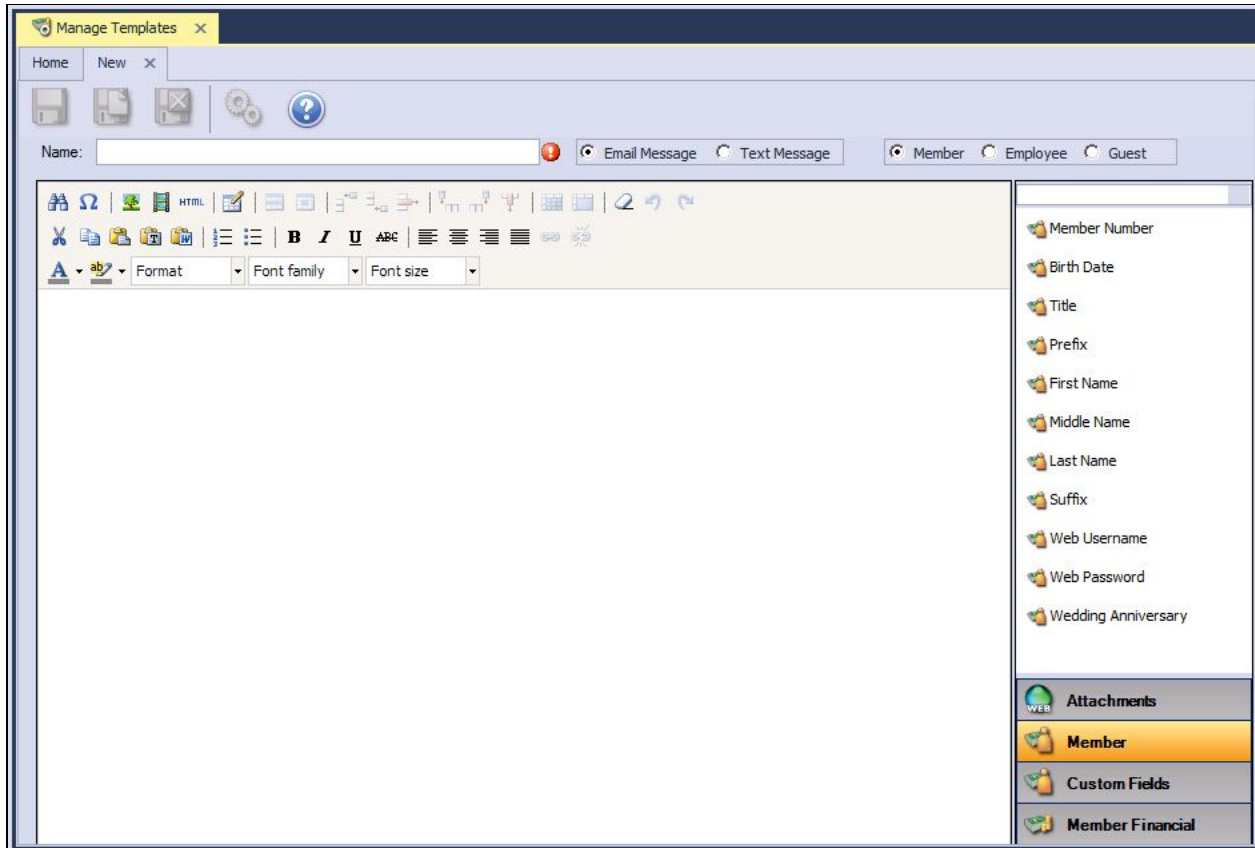 Manage Templates
Home New
Name: Email Message Text Message Member Employee Guest
HTML
T W B I U ABC
A ab Format Font family Font size
Member Number
Birth Date
Title
Prefix
First Name
Middle Name
Last Name
Suffix
Web Username
Web Password
Wedding Anniversary
WEB Attachments
Member
Custom Fields
Member Financial